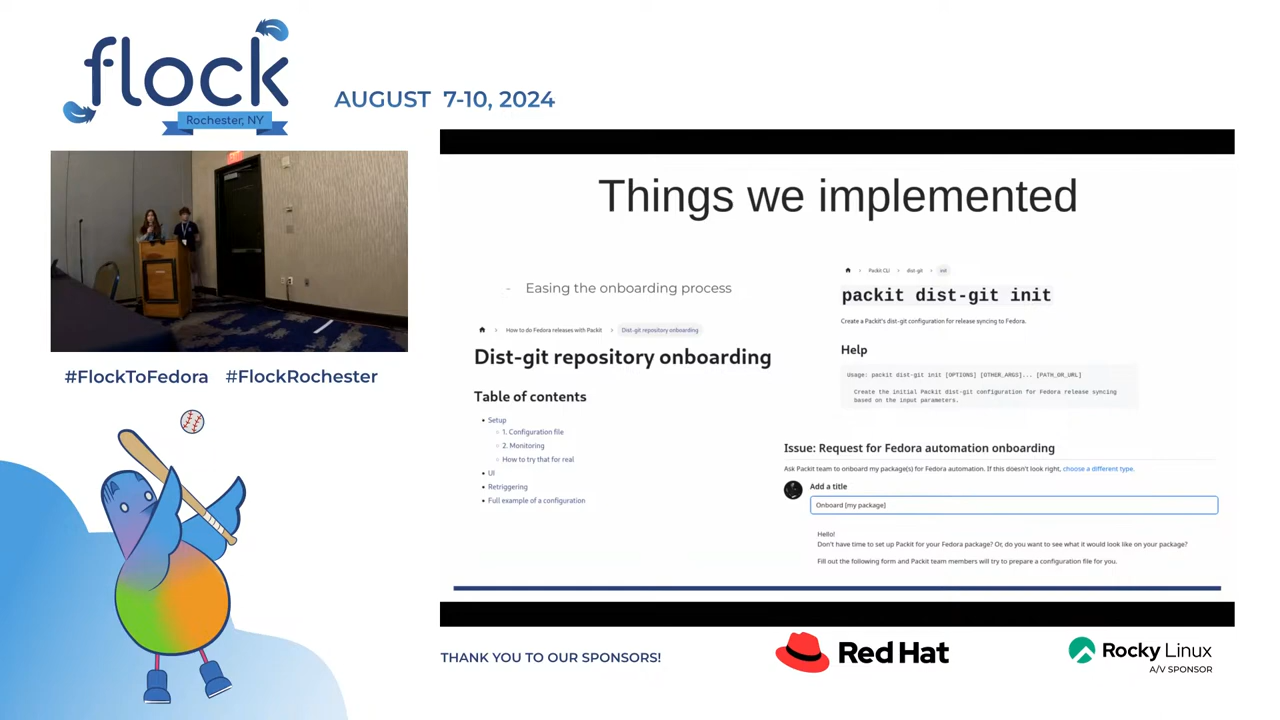 flock
Rochester, NY
AUGUST 7-10, 2024
#FlockToFedora #FlockRochester
Things we implemented
- Easing the onboarding process
How to do Fedora releases with Packit > Dist-git repository onboarding
Dist-git repository onboarding
Table of contents
Setup
1. Configuration file
2. Monitoring
How to try that for real
UI
Retriggering
Full example of a configuration
Packit CLI > dist-git > init
packit dist-git init
Create a Packit's dist-git configuration for release syncing to Fedora.
Help
Usage: packit dist-git init [OPTIONS] [OTHER_ARGS]... [PATH_OR_URL]
Create the initial Packit dist-git configuration for Fedora release syncing
based on the input parameters.
Issue: Request for Fedora automation onboarding
Ask Packit team to onboard my package(s) for Fedora automation. If this doesn't look right, choose a different type.
Add a title
Onboard [my package]
Hello!
Don't have time to set up Packit for your Fedora package? Or, do you want to see what it would look like on your package?
Fill out the following form and Packit team members will try to prepare a configuration file for you.
THANK YOU TO OUR SPONSORS!
Red Hat
Rocky Linux
A/V SPONSOR